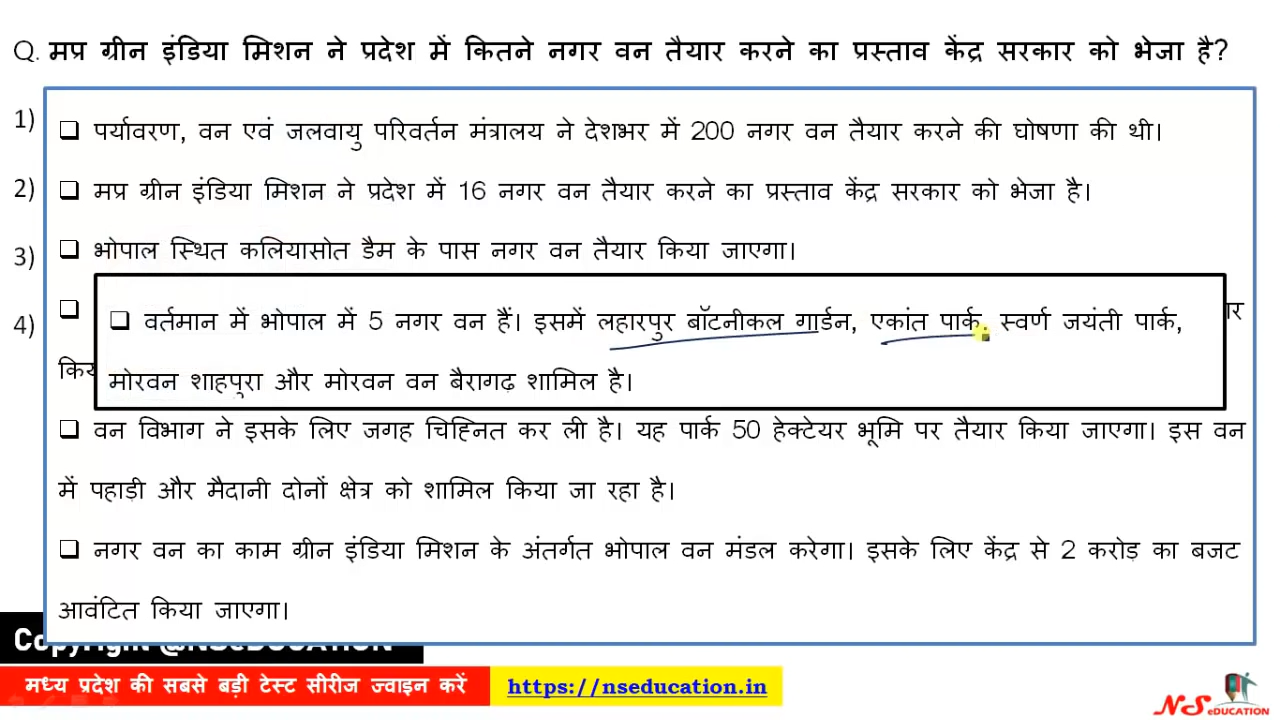 Q. मप्र ग्रीन इंडिया मिशन ने प्रदेश में कितने नगर वन तैयार करने का प्रस्ताव केंद्र सरकार को भेजा है?
1)
❑ पर्यावरण, वन एवं जलवायु परिवर्तन मंत्रालय ने देशभर में 200 नगर वन तैयार करने की घोषणा की थी।
2)
❑ मप्र ग्रीन इंडिया मिशन ने प्रदेश में 16 नगर वन तैयार करने का प्रस्ताव केंद्र सरकार को भेजा है।
3)
❑ भोपाल स्थित कलियासोत डैम के पास नगर वन तैयार किया जाएगा।
4)
❑ वर्तमान में भोपाल में 5 नगर वन हैं। इसमें लहारपुर बॉटनीकल गार्डन, एकांत पार्क, स्वर्ण जयंती पार्क,
मोरवन शाहपुरा और मोरवन वन बैरागढ़ शामिल है।
❑ वन विभाग ने इसके लिए जगह चिह्नित कर ली है। यह पार्क 50 हेक्टेयर भूमि पर तैयार किया जाएगा। इस वन
में पहाड़ी और मैदानी दोनों क्षेत्र को शामिल किया जा रहा है।
❑ नगर वन का काम ग्रीन इंडिया मिशन के अंतर्गत भोपाल वन मंडल करेगा। इसके लिए केंद्र से 2 करोड़ का बजट
आवंटित किया जाएगा।
Copyright @NSeDUCATION
मध्य प्रदेश की सबसे बड़ी टेस्ट सीरीज ज्वाइन करें
https://nseducation.in
NS eDUCATION